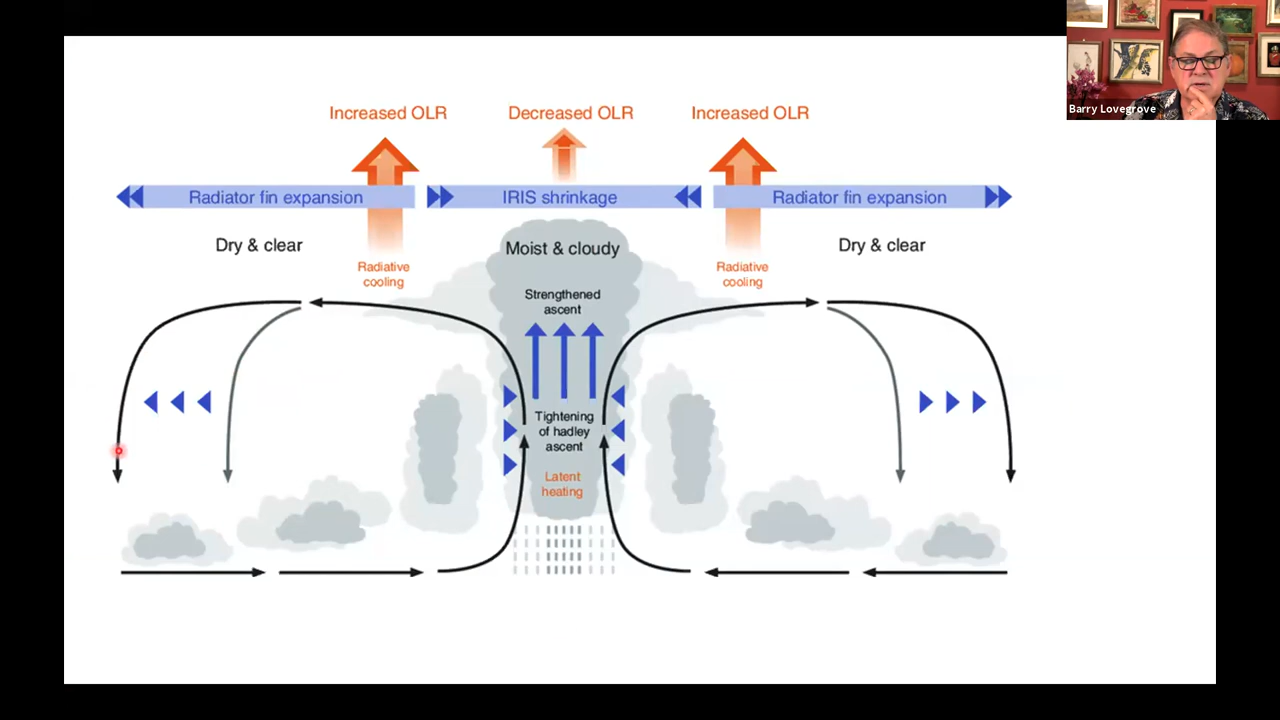 Barry Lovegrove
Increased OLR
Decreased OLR
Increased OLR
Radiator fin expansion
IRIS shrinkage
Radiator fin expansion
Dry & clear
Moist & cloudy
Dry & clear
Radiative
cooling
Radiative
cooling
Strengthened
ascent
Tightening
of hadley
ascent
Latent
heating